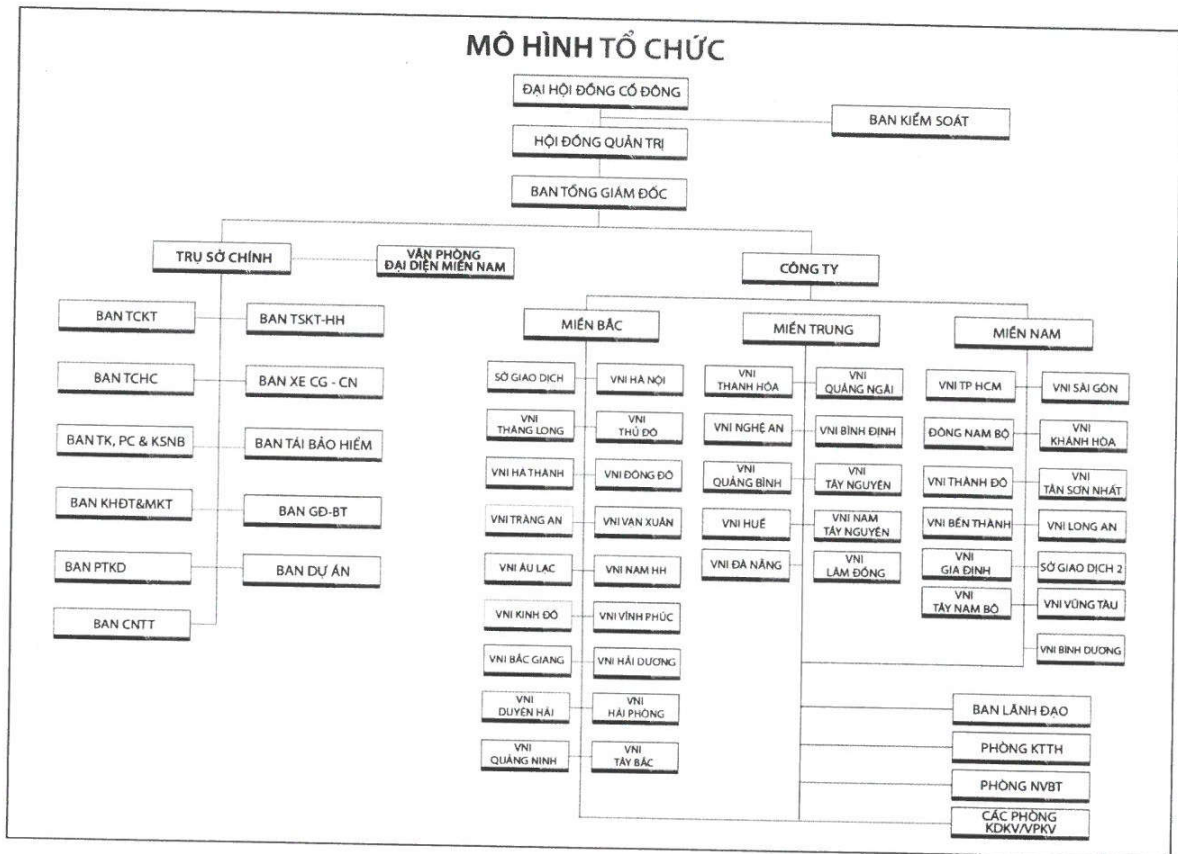 MÔ HÌNH TỔ CHỨC
ĐẠI HỘI ĐỒNG CỔ ĐÔNG
BAN KIỂM SOÁT
HỘI ĐỒNG QUẢN TRỊ
BAN TỔNG GIÁM ĐỐC
TRỤ SỞ CHÍNH
VĂN PHÒNG
ĐẠI DIỆN MIỀN NAM
CÔNG TY
BAN TCKT
BAN TSKT-HH
BAN TCHC
BAN XE CG - CN
BAN TK, PC & KSNB
BAN TÁI BẢO HIỂM
BAN KHĐT&MKT
BAN GĐ-BT
BAN PTKD
BAN DỰ ÁN
BAN CNTT
MIỀN BẮC
SỞ GIAO DỊCH
VNI HÀ NỘI
VNI
THĂNG LONG
VNI
THỦ ĐÔ
VNI HÀ THÀNH
VNI ĐÔNG ĐÔ
VNI TRÀNG AN
VNI VẠN XUÂN
VNI ÂU LẠC
VNI NAM HH
VNI KINH ĐÔ
VNI VĨNH PHÚC
VNI BẮC GIANG
VNI HẢI DƯƠNG
VNI
DUYÊN HẢI
VNI
HẢI PHÒNG
VNI
QUẢNG NINH
VNI
TÂY BẮC
MIỀN TRUNG
VNI
THANH HÓA
VNI
QUẢNG NGÃI
VNI NGHỆ AN
VNI BÌNH ĐỊNH
VNI
QUẢNG BÌNH
VNI
TÂY NGUYÊN
VNI HUẾ
VNI NAM
TÂY NGUYÊN
VNI ĐÀ NẴNG
VNI
LÂM ĐỒNG
MIỀN NAM
VNI TP HCM
VNI SÀI GÒN
ĐÔNG NAM BỘ
VNI
KHÁNH HÒA
VNI THÀNH ĐÔ
VNI
TÂN SƠN NHẤT
VNI BẾN THÀNH
VNI LONG AN
VNI
GIA ĐỊNH
SỞ GIAO DỊCH 2
VNI
TÂY NAM BỘ
VNI VŨNG TÀU
VNI BÌNH DƯƠNG
BAN LÃNH ĐẠO
PHÒNG KTTH
PHÒNG NVBT
CÁC PHÒNG
KDKV/VPKV